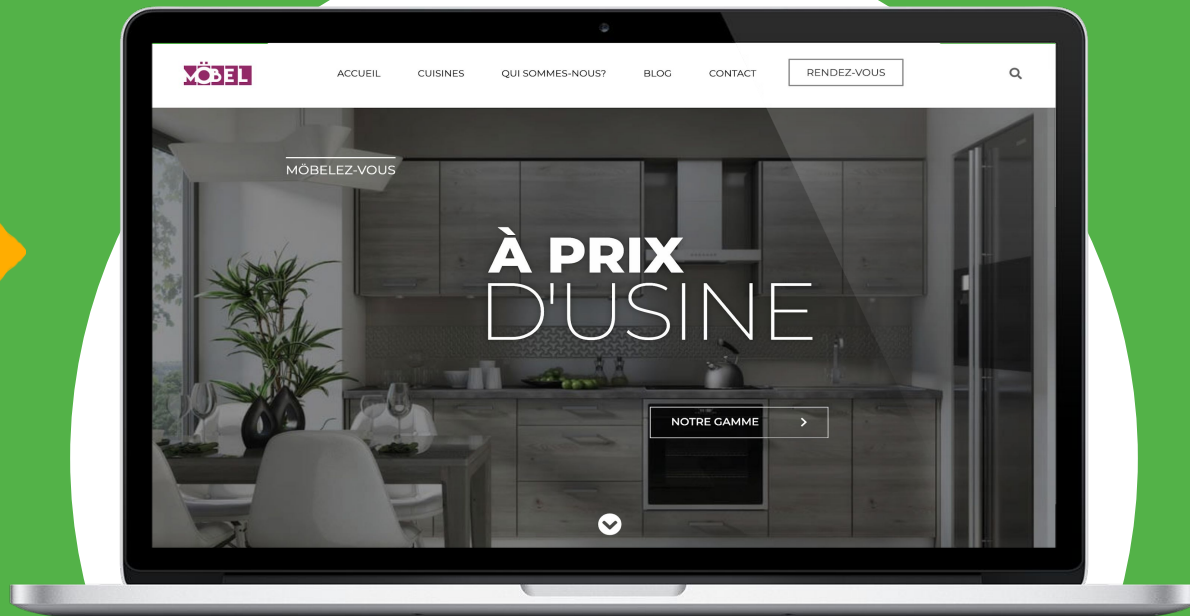 MÖBEL
ACCUEIL CUISINES QUI SOMMES-NOUS? BLOG CONTACT RENDEZ-VOUS
MÖBELEZ-VOUS
À PRIX
D'USINE
NOTRE GAMME